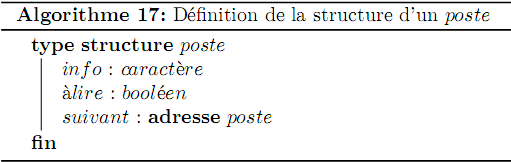 Algorithme 17: Définition de la structure d'un poste
type structure poste
info : caractère
àlire : booléen
suivant : adresse poste
fin